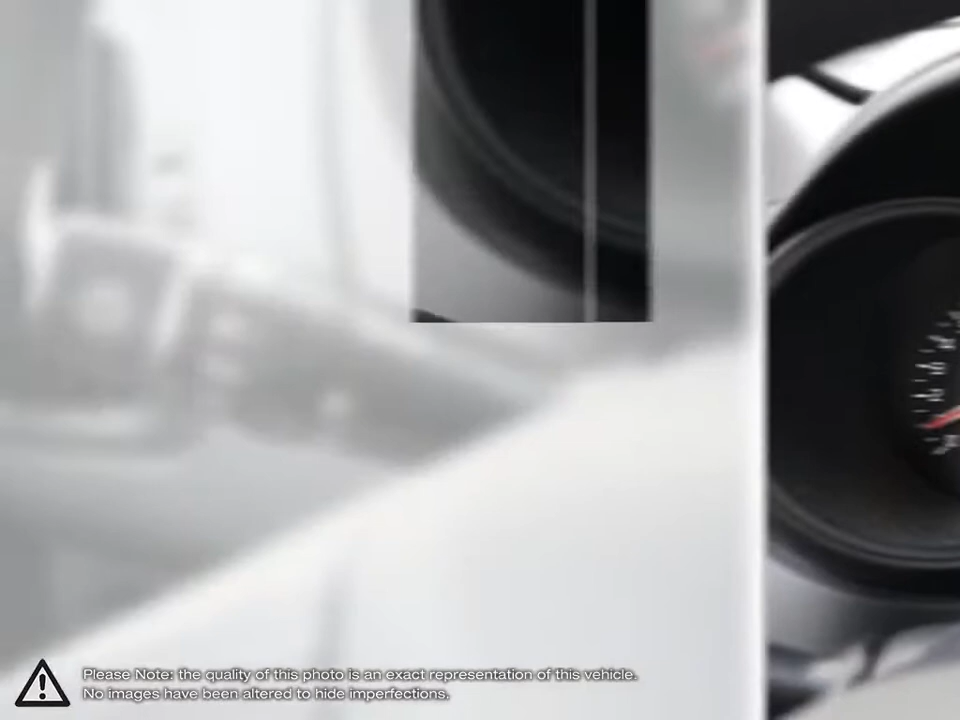 Please Note: the quality of this photo is an exact representation of this vehicle.
No images have been altered to hide imperfections.